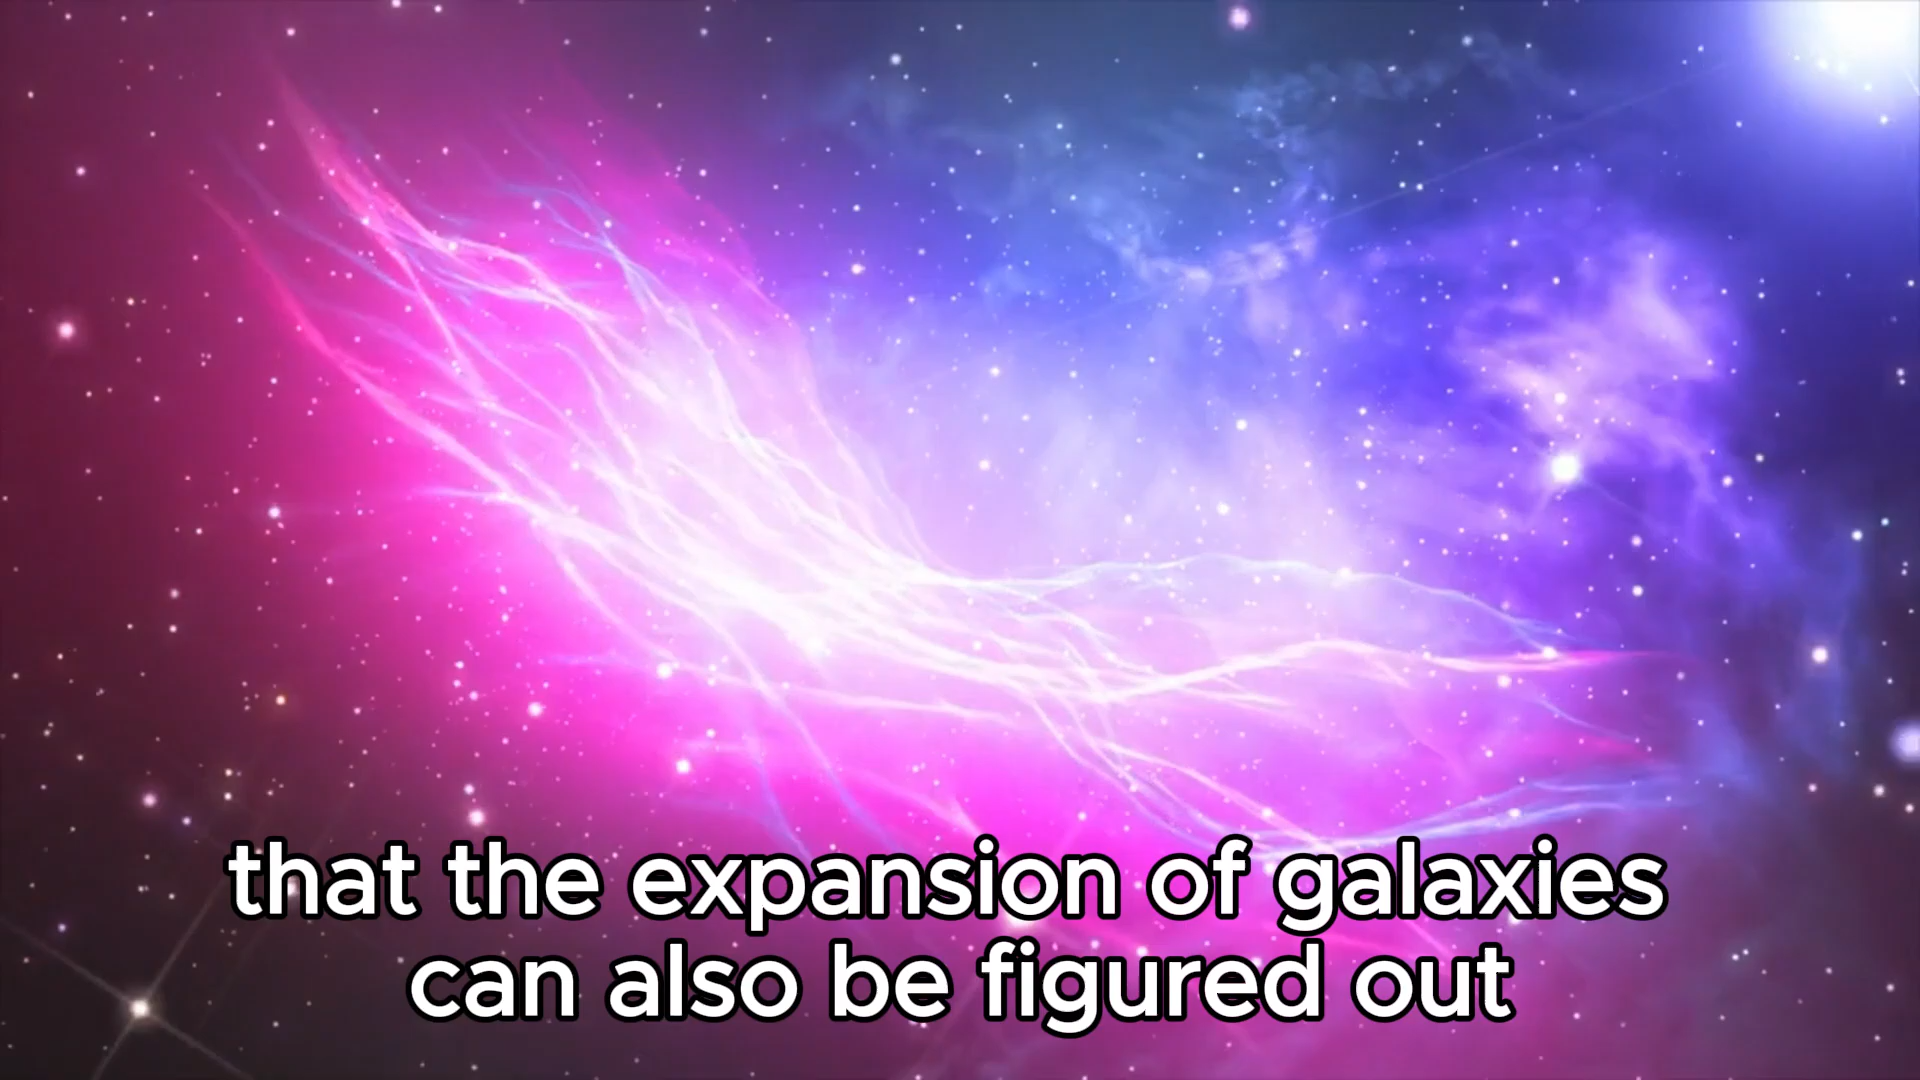 that the expansion of galaxies
can also be figured out